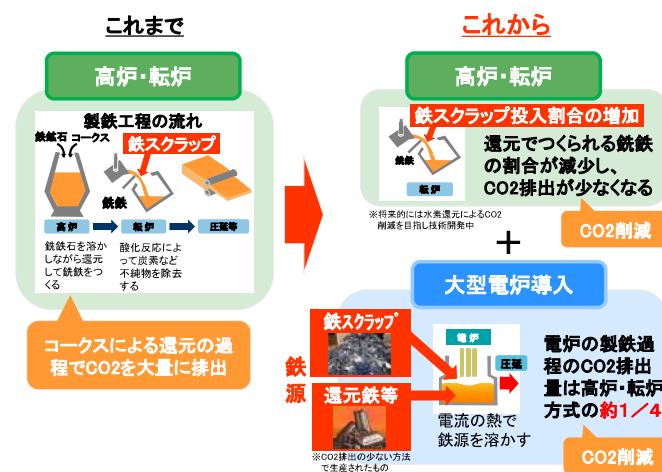 これまで
高炉・転炉
製鉄工程の流れ
鉄鉱石 コークス
鉄スクラップ
銑鉄
高炉
転炉
圧延等
銑鉄石を溶か
しながら還元
して銑鉄をつ
くる
酸化反応によ
って炭素など
不純物を除去
する
コークスによる還元の過
程でCO2を大量に排出
これから
高炉・転炉
鉄スクラップ投入割合の増加
銑鉄
転炉
還元でつくられる銑鉄
の割合が減少し、
CO2排出が少なくなる
※将来的には水素還元によるCO2
削減を目指し技術開発中
CO2削減
+
大型電炉導入
鉄源
鉄スクラップ
還元鉄等
※CO2排出の少ない方法
で生産されたもの
電炉
圧延
電流の熱で
鉄源を溶かす
電炉の製鉄過
程のCO2排出
量は高炉・転炉
方式の約1/4
CO2削減